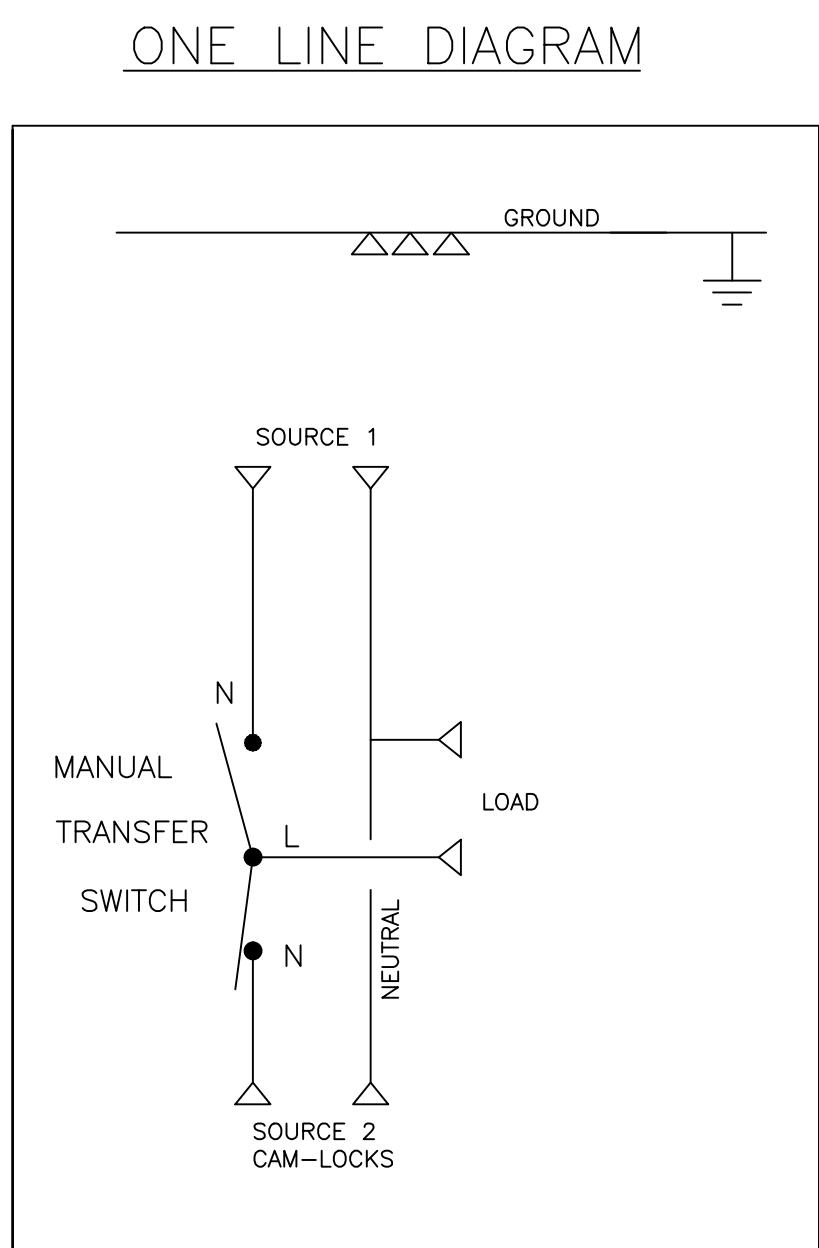 ONE LINE DIAGRAM
GROUND
SOURCE 1
N
MANUAL
TRANSFER
SWITCH
L
LOAD
N
NEUTRAL
SOURCE 2
CAM-LOCKS